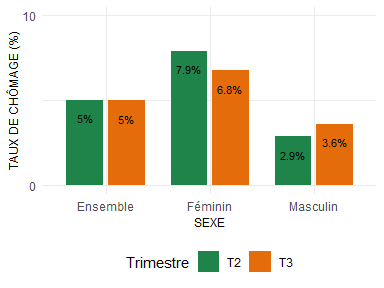 TAUX DE CHÔMAGE (%)
10
0
5%
5%
7.9%
6.8%
2.9%
3.6%
Ensemble
Féminin
Masculin
SEXE
Trimestre
T2
T3